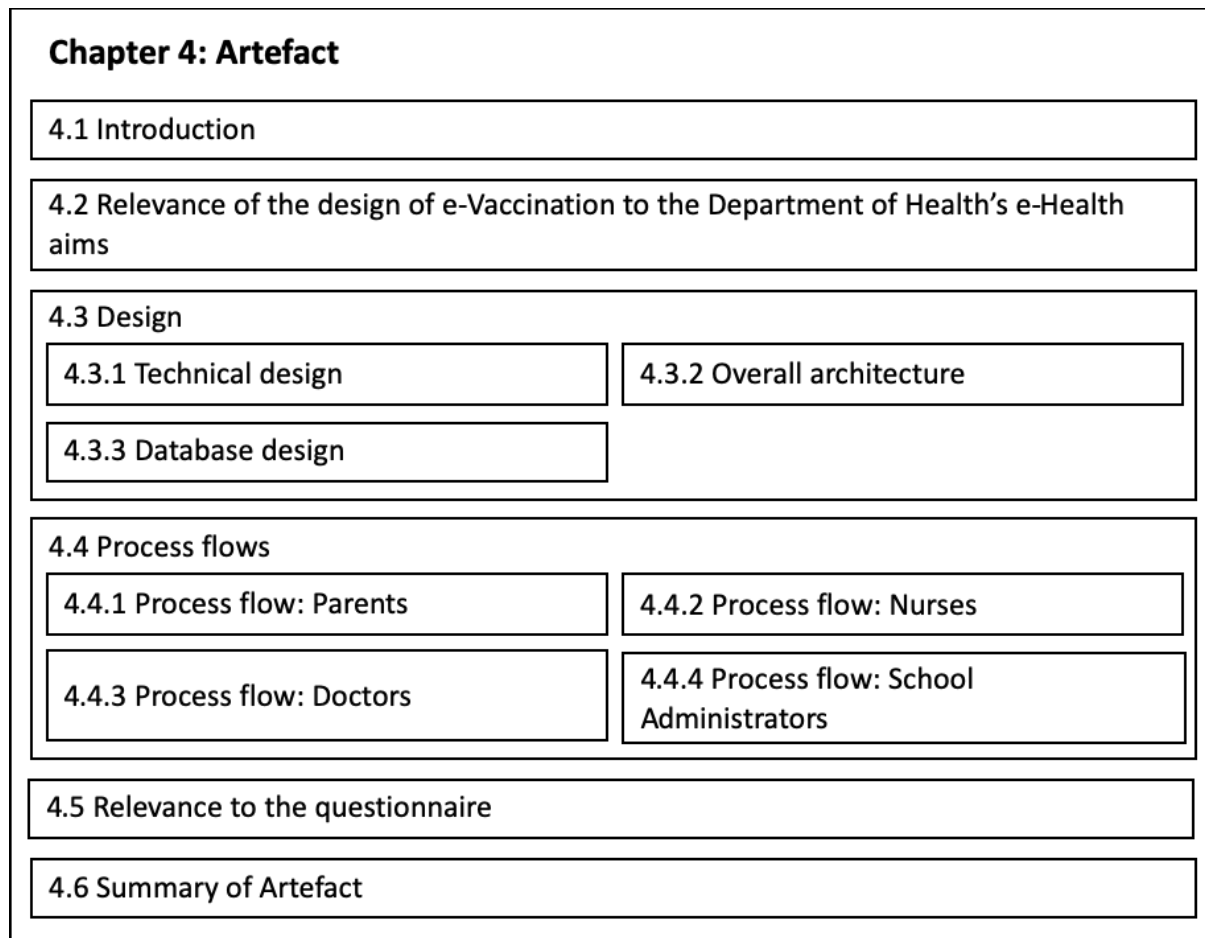 Chapter 4: Artefact
4.1 Introduction
4.2 Relevance of the design of e-Vaccination to the Department of Health’s e-Health
aims
4.3 Design
4.3.1 Technical design
4.3.2 Overall architecture
4.3.3 Database design
4.4 Process flows
4.4.1 Process flow: Parents
4.4.2 Process flow: Nurses
4.4.3 Process flow: Doctors
4.4.4 Process flow: School
Administrators
4.5 Relevance to the questionnaire
4.6 Summary of Artefact